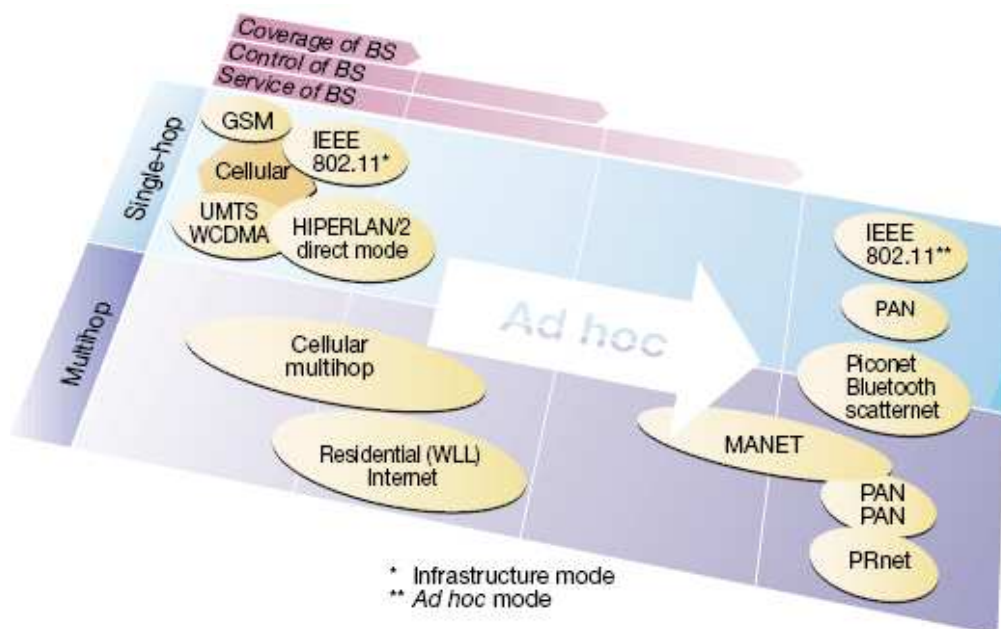 Coverage of BS
Control of BS
Service of BS
Single-hop
GSM
IEEE
802.11*
Cellular
UMTS
WCDMA
HIPERLAN/2
direct mode
IEEE
802.11**
PAN
Ad hoc
Piconet
Bluetooth
scatternet
Multihop
Cellular
multihop
Residential (WLL)
Internet
MANET
PAN
PAN
PRnet
* Infrastructure mode
** Ad hoc mode